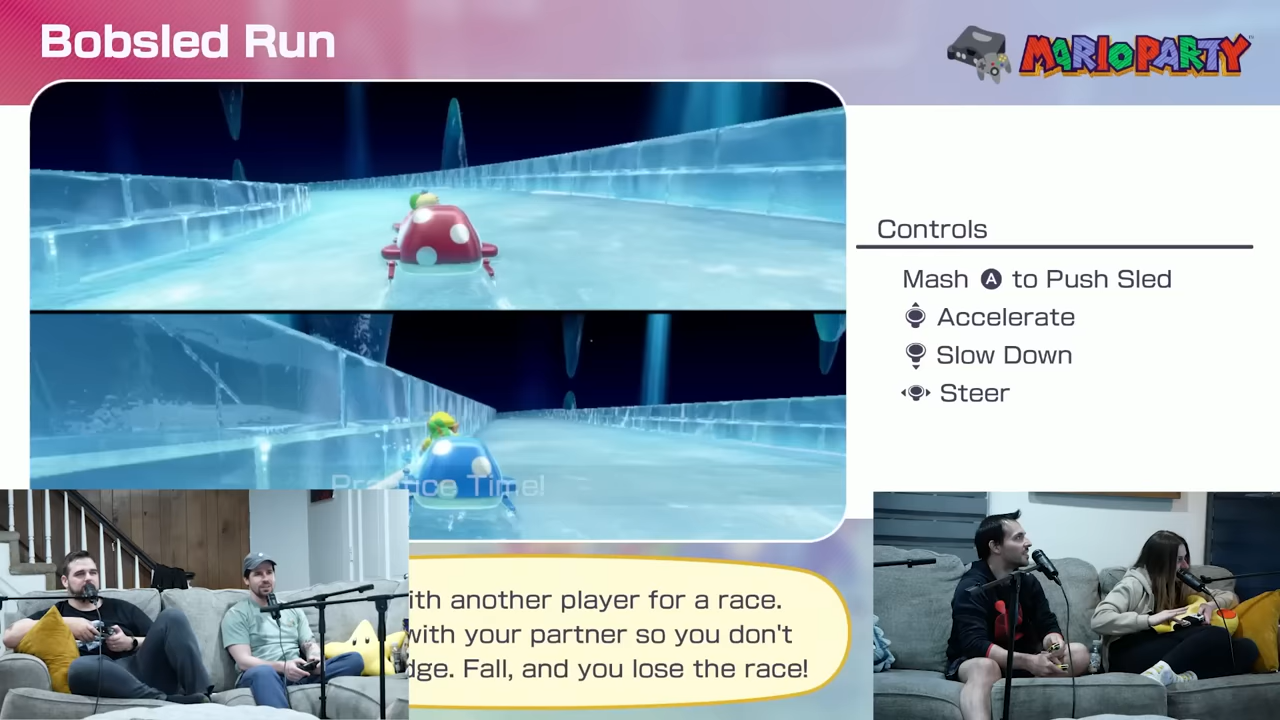 Bobsled Run
MARIO PARTY
Controls
Mash A to Push Sled
Accelerate
Slow Down
Steer
Practice Time!
ith another player for a race.
with your partner so you don't
dge. Fall, and you lose the race!